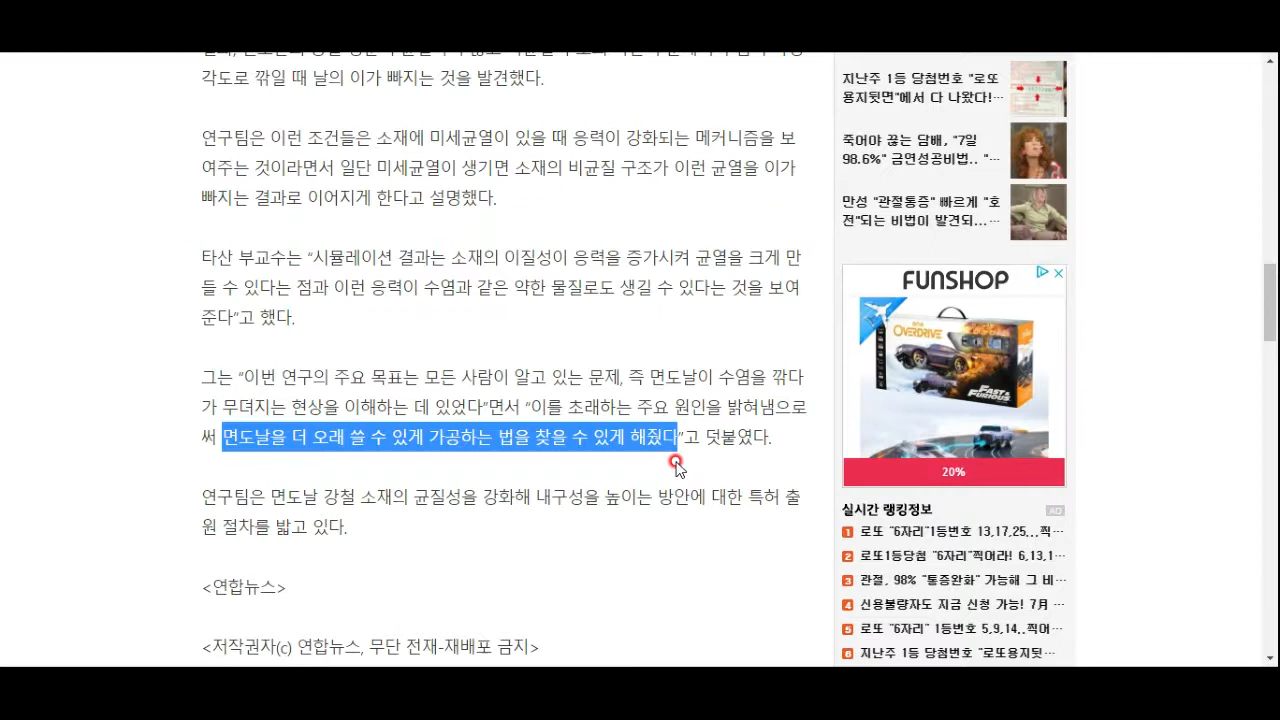 각도로 깎일 때 날의 이가 빠지는 것을 발견했다.
연구팀은 이런 조건들은 소재에 미세균열이 있을 때 응력이 강화되는 메커니즘을 보
여주는 것이라면서 일단 미세균열이 생기면 소재의 비균질 구조가 이런 균열을 이가
빠지는 결과로 이어지게 한다고 설명했다.
타산 부교수는 “시뮬레이션 결과는 소재의 이질성이 응력을 증가시켜 균열을 크게 만
들 수 있다는 점과 이런 응력이 수염과 같은 약한 물질로도 생길 수 있다는 것을 보여
준다”고 했다.
그는 “이번 연구의 주요 목표는 모든 사람이 알고 있는 문제, 즉 면도날이 수염을 깎다
가 무뎌지는 현상을 이해하는 데 있었다”면서 “이를 초래하는 주요 원인을 밝혀냄으로
써 면도날을 더 오래 쓸 수 있게 가공하는 법을 찾을 수 있게 해줬다”고 덧붙였다.
연구팀은 면도날 강철 소재의 균질성을 강화해 내구성을 높이는 방안에 대한 특허 출
원 절차를 밟고 있다.
<연합뉴스>
<저작권자(c) 연합뉴스, 무단 전재-재배포 금지>
지난주 1등 당첨번호 "로또
용지뒷면"에서 다 나왔다!···
죽어야 끊는 담배, "7일
98.6%" 금연성공비법.. "···
만성 "관절통증" 빠르게 "호
전"되는 비법이 발견되...···
FUNSHOP
OVERDRIVE
FAST & FURIOUS
20%
실시간 랭킹정보
AD
1 로또 "6자리"1등번호 13,17,25...찍···
2 로또1등당첨 "6자리"찍어라! 6,13,1···
3 관절, 98% "통증완화" 가능해 그 비···
4 신용불량자도 지금 신청 가능! 7月 ···
5 로또 "6자리" 1등번호 5,9,14..찍어···
6 지난주 1등 당첨번호 "로또용지뒷···